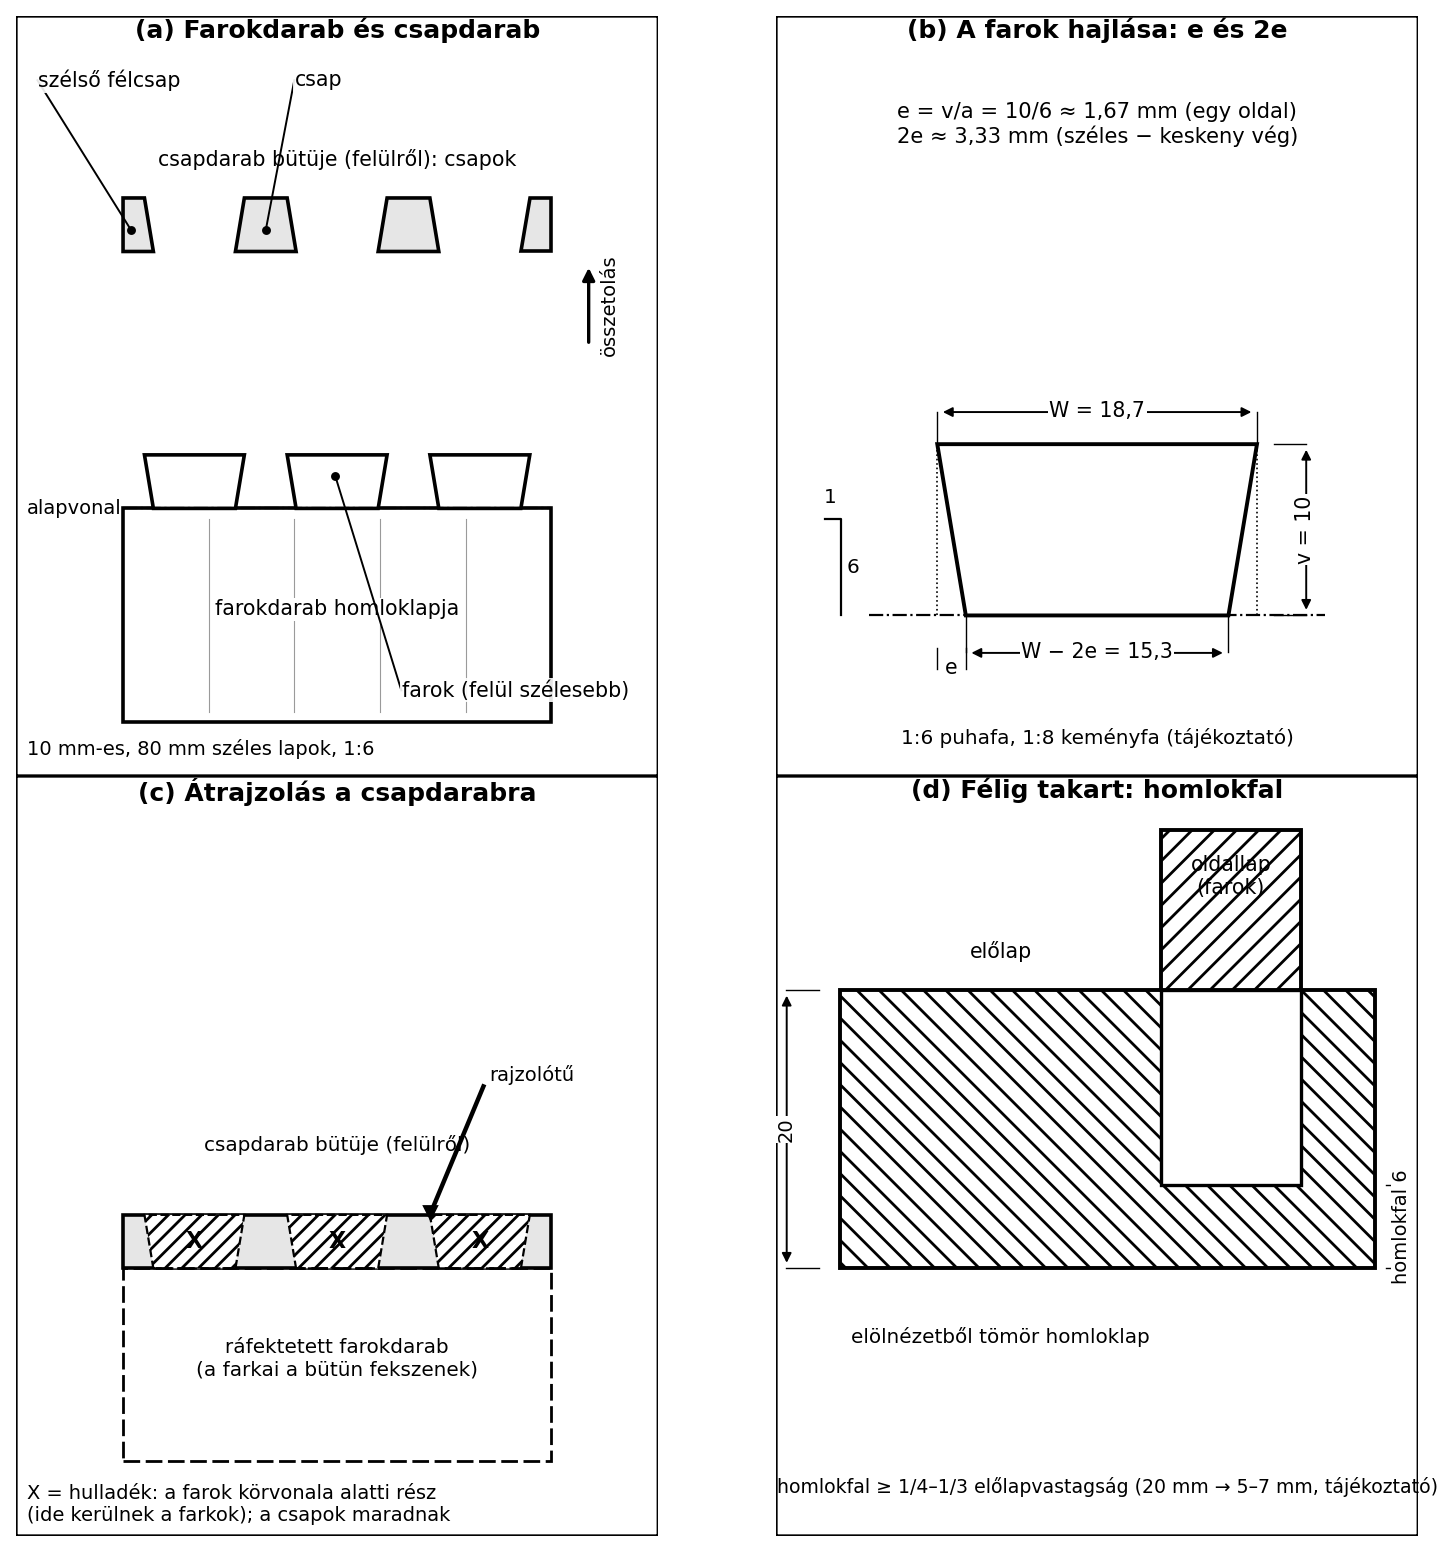 (a) Farokdarab és csapdarab
szélső félcsap
csap
csapdarab bütüje (felülről): csapok
összetolás
alapvonal
farokdarab homloklapja
farok (felül szélesebb)
10 mm-es, 80 mm széles lapok, 1:6
(b) A farok hajlása: e és 2e
e = v/a = 10/6 ≈ 1,67 mm (egy oldal)
2e ≈ 3,33 mm (széles − keskeny vég)
W = 18,7
1
6
v = 10
W − 2e = 15,3
e
1:6 puhafa, 1:8 keményfa (tájékoztató)
(c) Átrajzolás a csapdarabra
rajzolótű
csapdarab bütüje (felülről)
X
X
X
ráfektetett farokdarab
(a farkai a bütün fekszenek)
X = hulladék: a farok körvonala alatti rész
(ide kerülnek a farkok); a csapok maradnak
(d) Félig takart: homlokfal
oldallap
(farok)
előlap
20
homlokfal 6
elölnézetből tömör homloklap
homlokfal ≥ 1/4–1/3 előlapvastagság (20 mm → 5–7 mm, tájékoztató)